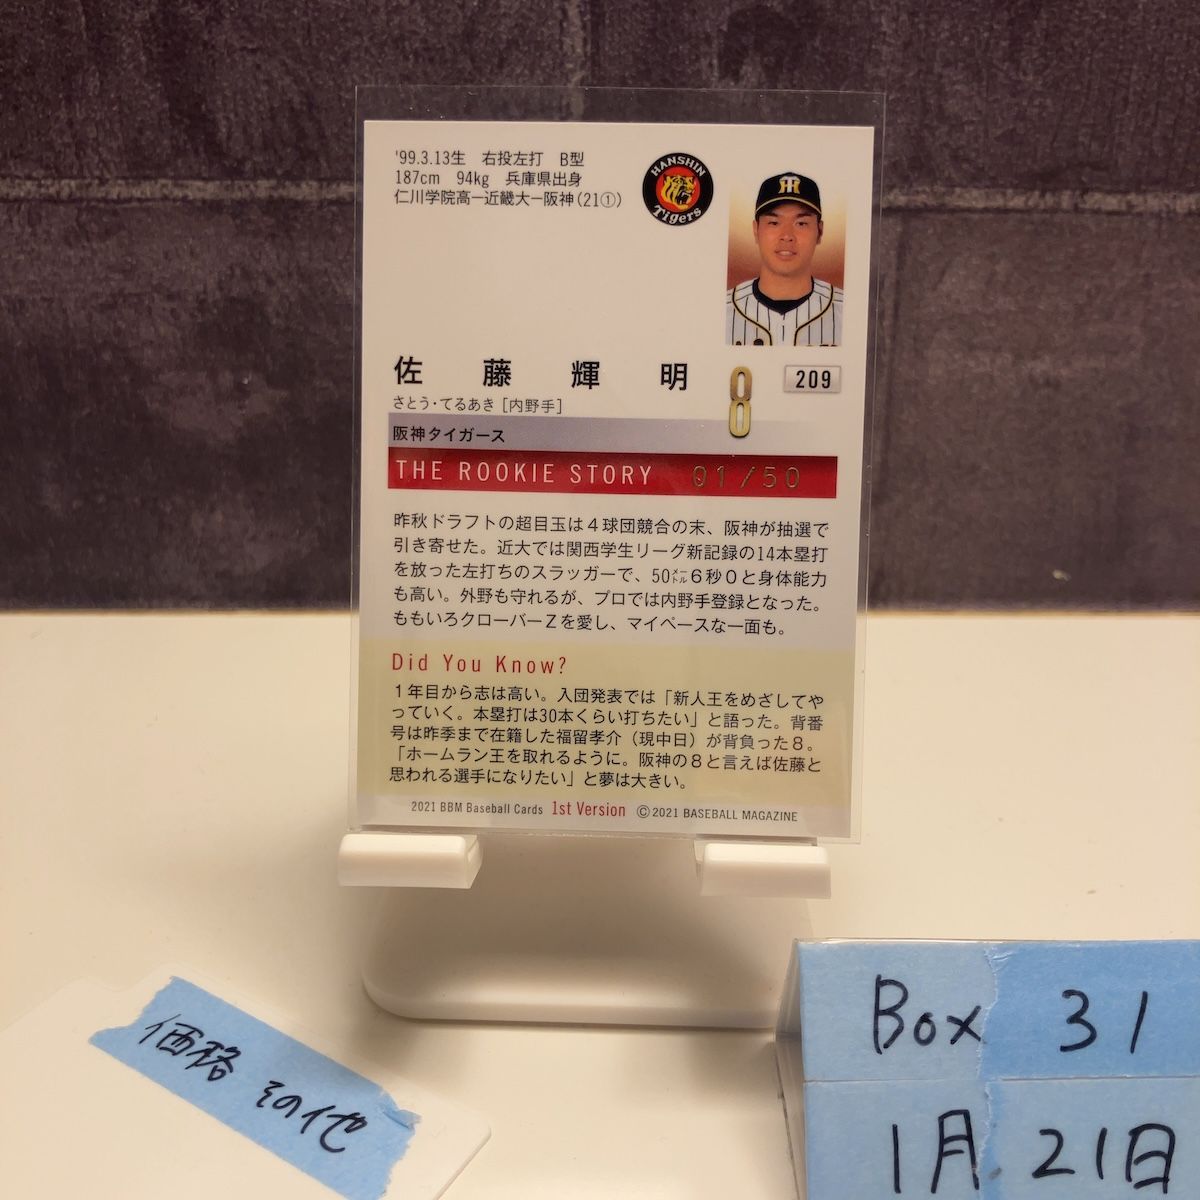 '99.3.13生 右投左打 B型
187cm 94kg 兵庫県出身
仁川学院高ー近畿大ー阪神(21①)
HANSHIN
Tigers
佐藤輝明
8
209
さとう・てるあき [内野手]
阪神タイガース
THE ROOKIE STORY 01/50
昨秋ドラフトの超目玉は4球団競合の末、阪神が抽選で
引き寄せた。近大では関西学生リーグ新記録の14本塁打
を放った左打ちのスラッガーで、50㍍6秒0と身体能力
も高い。外野も守れるが、プロでは内野手登録となった。
ももいろクローバーZを愛し、マイペースな一面も。
Did You Know?
1年目から志は高い。入団発表では「新人王をめざしてや
っていく。本塁打は30本くらい打ちたい」と語った。背番
号は昨季まで在籍した福留孝介（現中日）が背負った8。
「ホームラン王を取れるように。阪神の8と言えば佐藤と
思われる選手になりたい」と夢は大きい。
2021 BBM Baseball Cards 1st Version ©2021 BASEBALL MAGAZINE
価格 その他
Box 31
1月21日